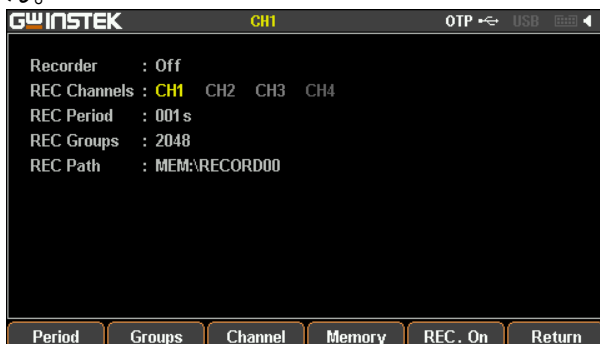 GWINSTEK CH1 OTP USB
Recorder : Off
REC Channels : CH1 CH2 CH3 CH4
REC Period : 001 s
REC Groups : 2048
REC Path : MEM:\RECORD00
Period Groups Channel Memory REC. On Return